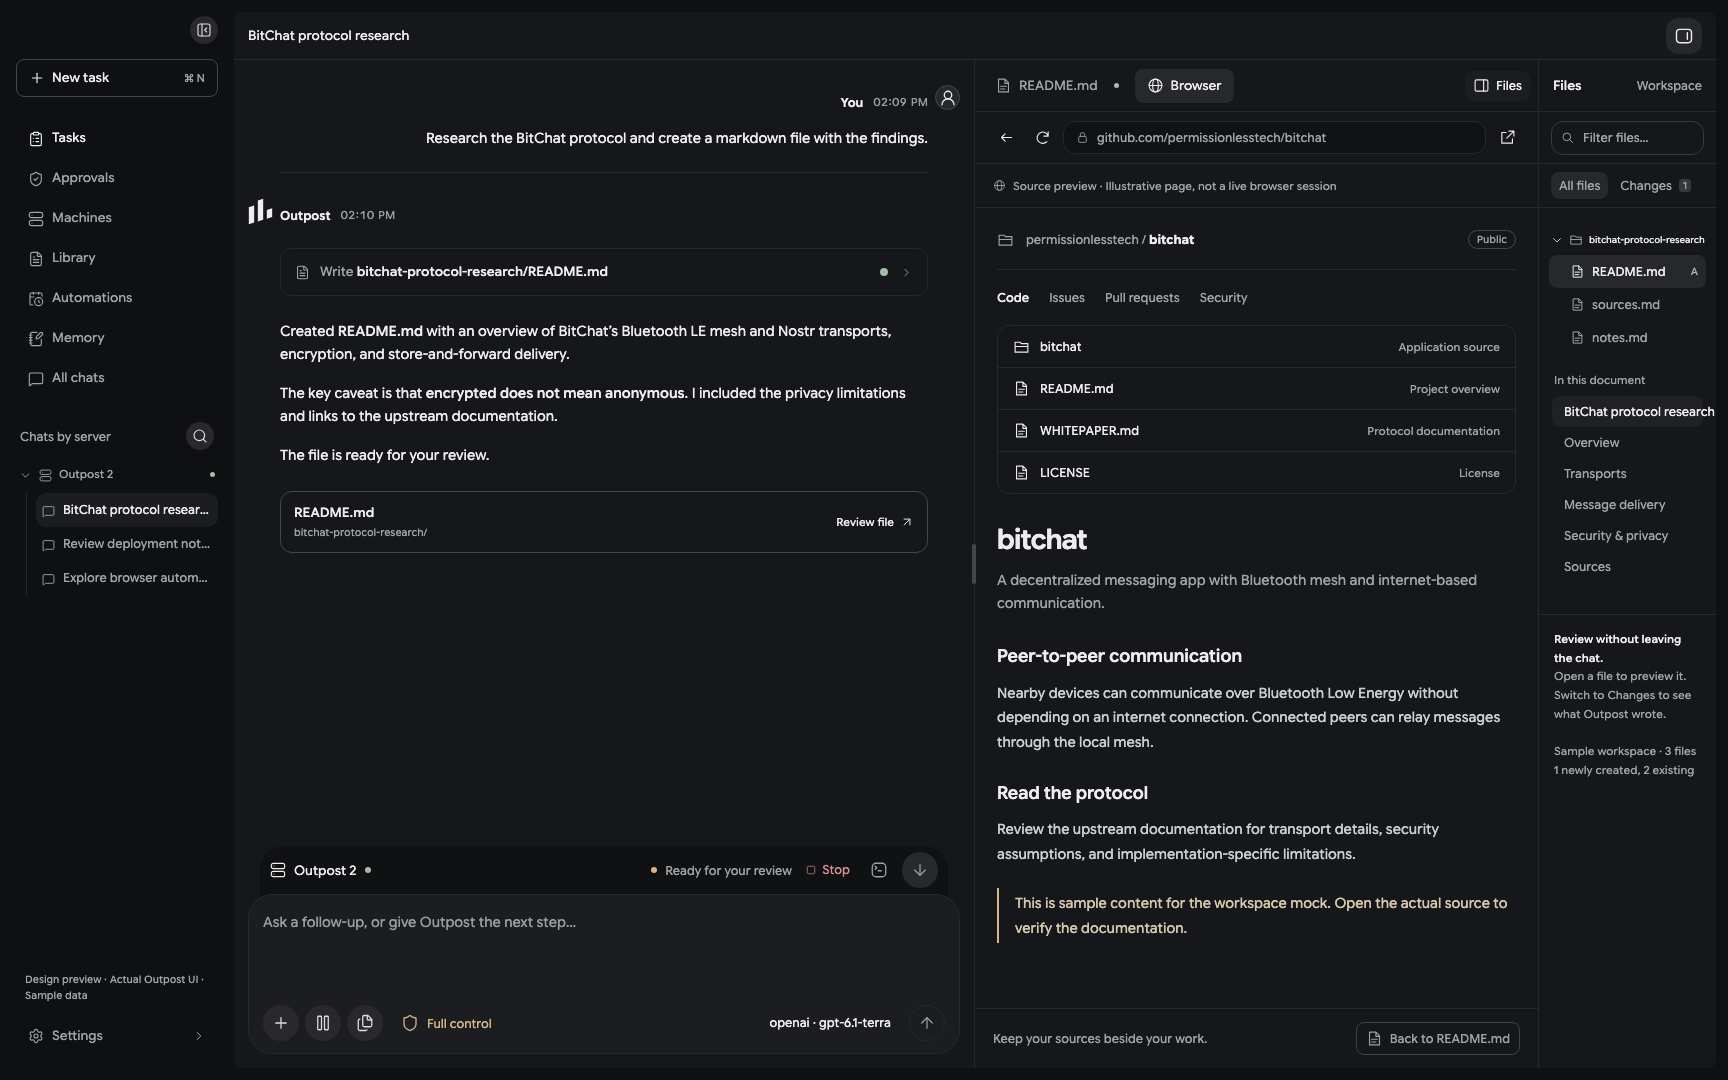 BitChat protocol research
New task
⌘ N
Tasks
Approvals
Machines
Library
Automations
Memory
All chats
Chats by server
Outpost 2
BitChat protocol resear...
Review deployment not...
Explore browser autom...
Design preview · Actual Outpost UI ·
Sample data
Settings
You 02:09 PM
Research the BitChat protocol and create a markdown file with the findings.
Outpost 02:10 PM
Write bitchat-protocol-research/README.md
Created README.md with an overview of BitChat’s Bluetooth LE mesh and Nostr transports,
encryption, and store-and-forward delivery.
The key caveat is that encrypted does not mean anonymous. I included the privacy limitations
and links to the upstream documentation.
The file is ready for your review.
README.md
bitchat-protocol-research/
Review file
Outpost 2
Ready for your review
Stop
Ask a follow-up, or give Outpost the next step...
Full control
openai · gpt-6.1-terra
README.md
Browser
Files
github.com/permissionlesstech/bitchat
Source preview · Illustrative page, not a live browser session
permissionlesstech / bitchat
Public
Code
Issues
Pull requests
Security
bitchat
Application source
README.md
Project overview
WHITEPAPER.md
Protocol documentation
LICENSE
License
bitchat
A decentralized messaging app with Bluetooth mesh and internet-based
communication.
Peer-to-peer communication
Nearby devices can communicate over Bluetooth Low Energy without
depending on an internet connection. Connected peers can relay messages
through the local mesh.
Read the protocol
Review the upstream documentation for transport details, security
assumptions, and implementation-specific limitations.
This is sample content for the workspace mock. Open the actual source to
verify the documentation.
Keep your sources beside your work.
Back to README.md
Files
Workspace
Filter files...
All files
Changes 1
bitchat-protocol-research
README.md A
sources.md
notes.md
In this document
BitChat protocol research
Overview
Transports
Message delivery
Security & privacy
Sources
Review without leaving
the chat.
Open a file to preview it.
Switch to Changes to see
what Outpost wrote.
Sample workspace · 3 files
1 newly created, 2 existing